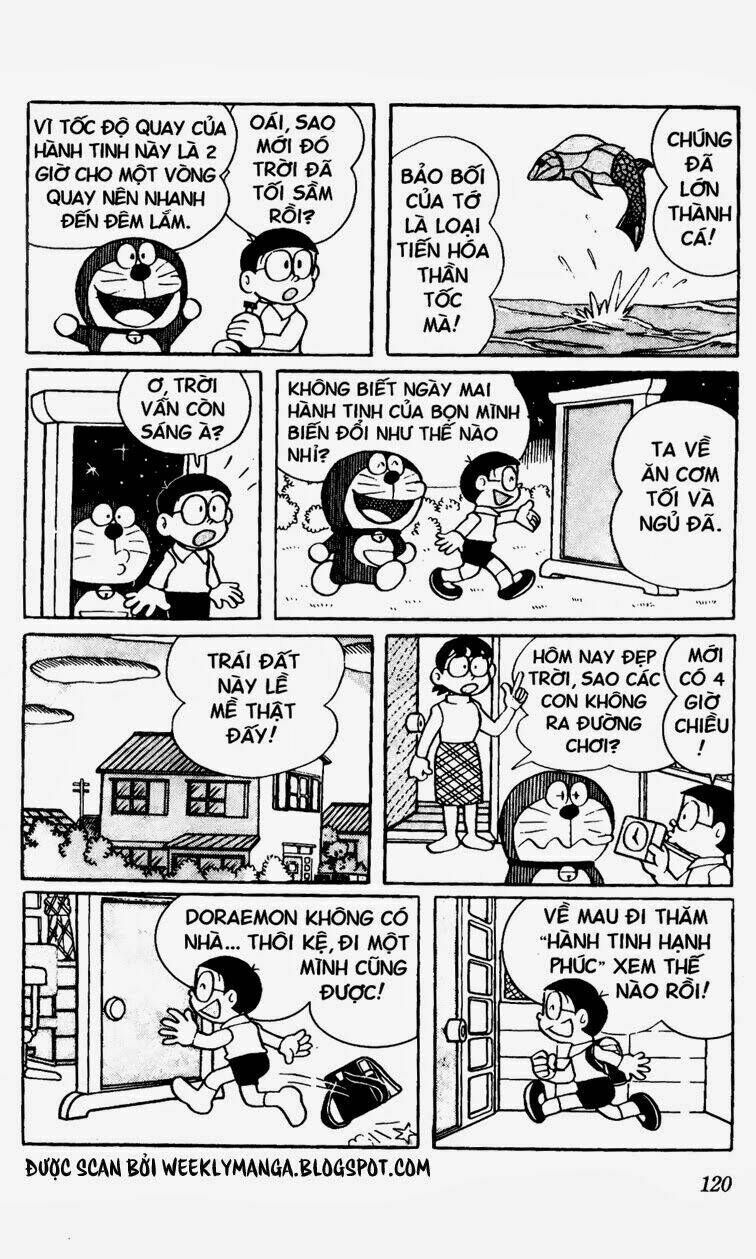 CHÚNG
ĐÃ
LỚN
THÀNH
CÁ!
BẢO BỐI
CỦA TỚ
LÀ LOẠI
TIẾN HÓA
THẦN
TỐC
MÀ!
OÁI, SAO
MỚI ĐÓ
TRỜI ĐÃ
TỐI SẦM
RỒI?
VÌ TỐC ĐỘ QUAY CỦA
HÀNH TINH NÀY LÀ 2
GIỜ CHO MỘT VÒNG
QUAY NÊN NHANH
ĐẾN ĐÊM LẮM.
TA VỀ
ĂN CƠM
TỐI VÀ
NGỦ ĐÃ.
KHÔNG BIẾT NGÀY MAI
HÀNH TINH CỦA BỌN MÌNH
BIẾN ĐỔI NHƯ THẾ NÀO
NHỈ?
Ơ, TRỜI
VẪN CÒN
SÁNG À?
MỚI
CÓ 4
GIỜ
CHIỀU
!
HÔM NAY ĐẸP
TRỜI, SAO CÁC
CON KHÔNG
RA ĐƯỜNG
CHƠI?
TRÁI ĐẤT
NÀY LỀ
MỀ THẬT
ĐẤY!
VỀ MAU ĐI THĂM
“HÀNH TINH HẠNH
PHÚC” XEM THẾ
NÀO RỒI!
DORAEMON KHÔNG CÓ
NHÀ... THÔI KỆ, ĐI MỘT
MÌNH CŨNG
ĐƯỢC!
ĐƯỢC SCAN BỞI WEEKLYMANGA.BLOGSPOT.COM
120